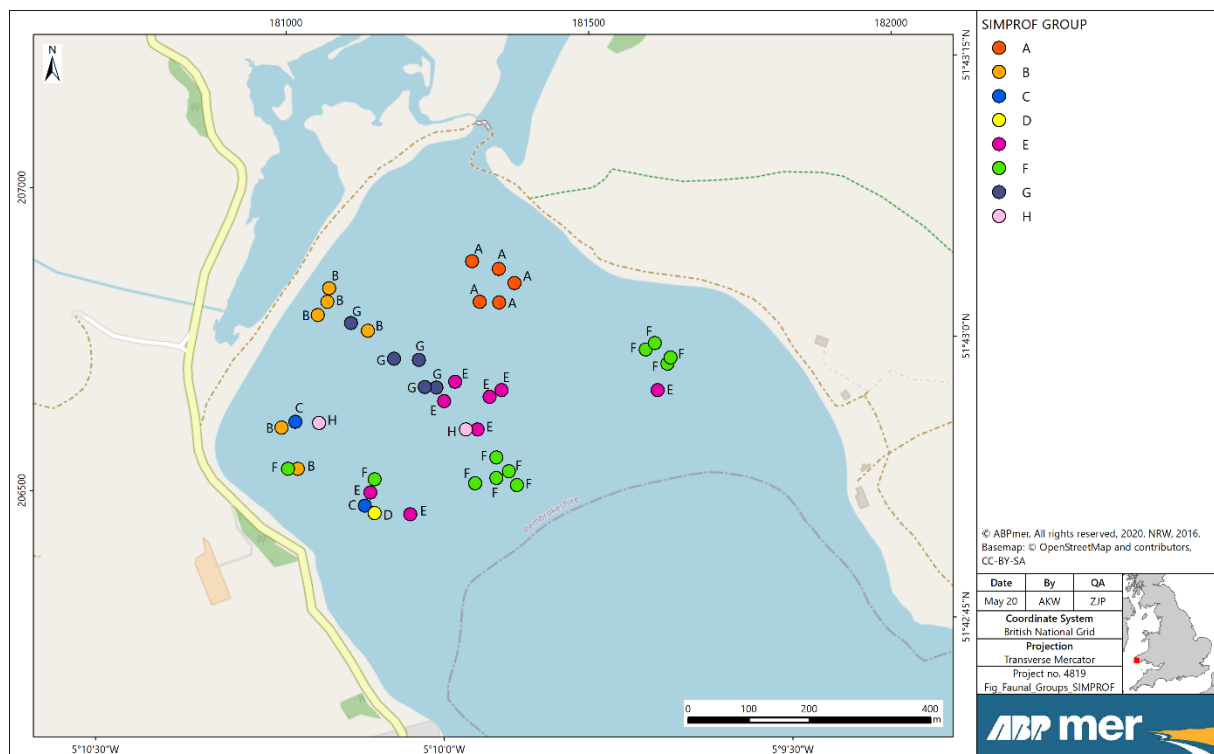 181000
181500
182000
N
207000
206500
51°43'15"N
51°43'0"N
51°42'45"N
A
A
A
A
A
B
B
B
G
B
G
G
G
G
E
E
E
E
F
F
F
F
E
C
B
H
H
E
F
B
F
E
C
D
E
F
F
F
F
F
Pembrokeshire
0
100
200
400
m
5°10'30"W
5°10'0"W
5°9'30"W
SIMPROF GROUP
A
B
C
D
E
F
G
H
© ABPmer, All rights reserved, 2020. NRW, 2016.
Basemap: © OpenStreetMap and contributors,
CC-BY-SA
Date By QA
May 20 AKW ZJP
Coordinate System
British National Grid
Projection
Transverse Mercator
Project no. 4819
Fig_Faunal_Groups_SIMPROF
ABPmer